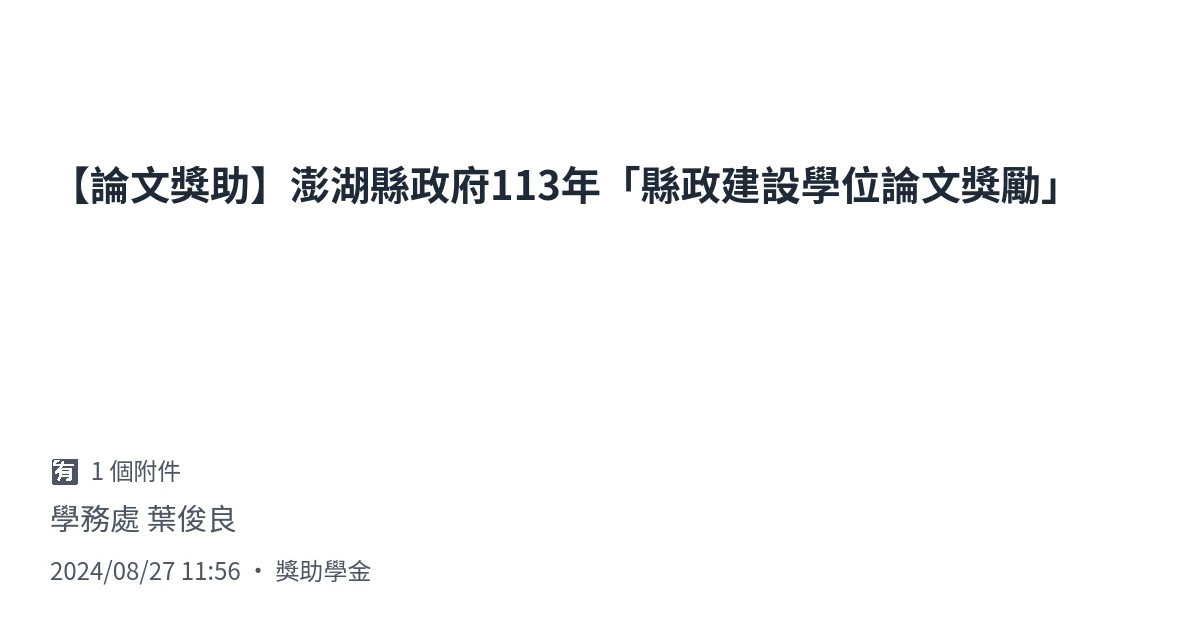 【論文獎助】澎湖縣政府113年「縣政建設學位論文獎勵」
🈶 1 個附件
學務處 葉俊良
2024/08/27 11:56 • 獎助學金